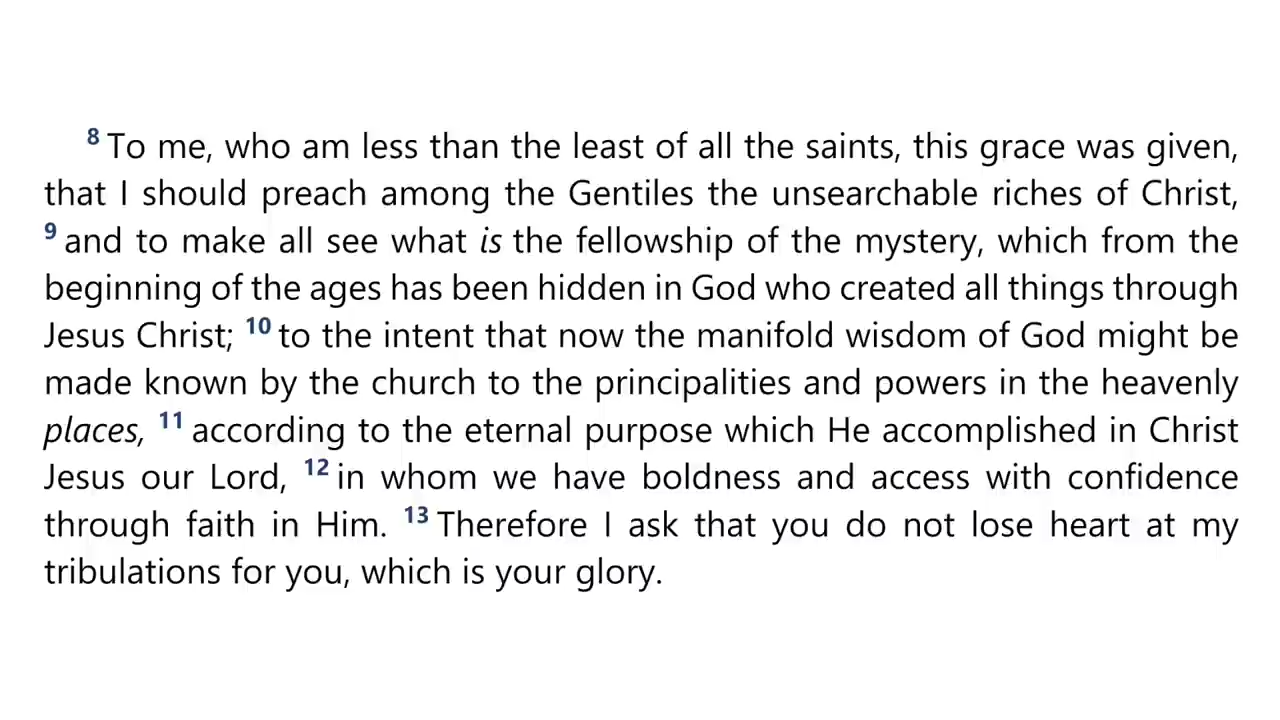 8 To me, who am less than the least of all the saints, this grace was given,
that I should preach among the Gentiles the unsearchable riches of Christ,
9 and to make all see what is the fellowship of the mystery, which from the
beginning of the ages has been hidden in God who created all things through
Jesus Christ; 10 to the intent that now the manifold wisdom of God might be
made known by the church to the principalities and powers in the heavenly
places, 11 according to the eternal purpose which He accomplished in Christ
Jesus our Lord, 12 in whom we have boldness and access with confidence
through faith in Him. 13 Therefore I ask that you do not lose heart at my
tribulations for you, which is your glory.